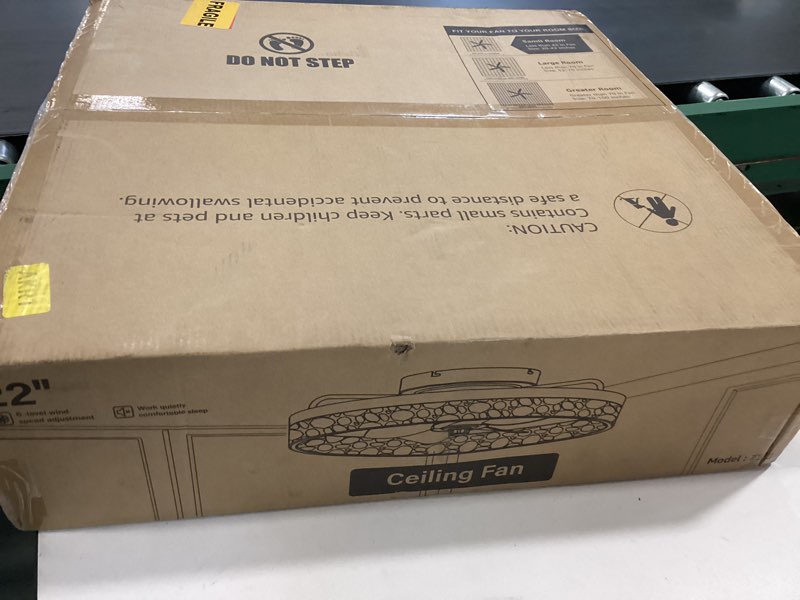 FRAGILE
DO NOT STEP
FIT YOUR FAN TO YOUR ROOM SIZE
Small Room
Large Room
Greater Room
CAUTION:
Contains small parts. Keep children and pets at
a safe distance to prevent accidental swallowing.
AKR1
22"
6 -Level wind
speed adjustment
Work quietly
comfortable sleep
Ceiling Fan
Model :